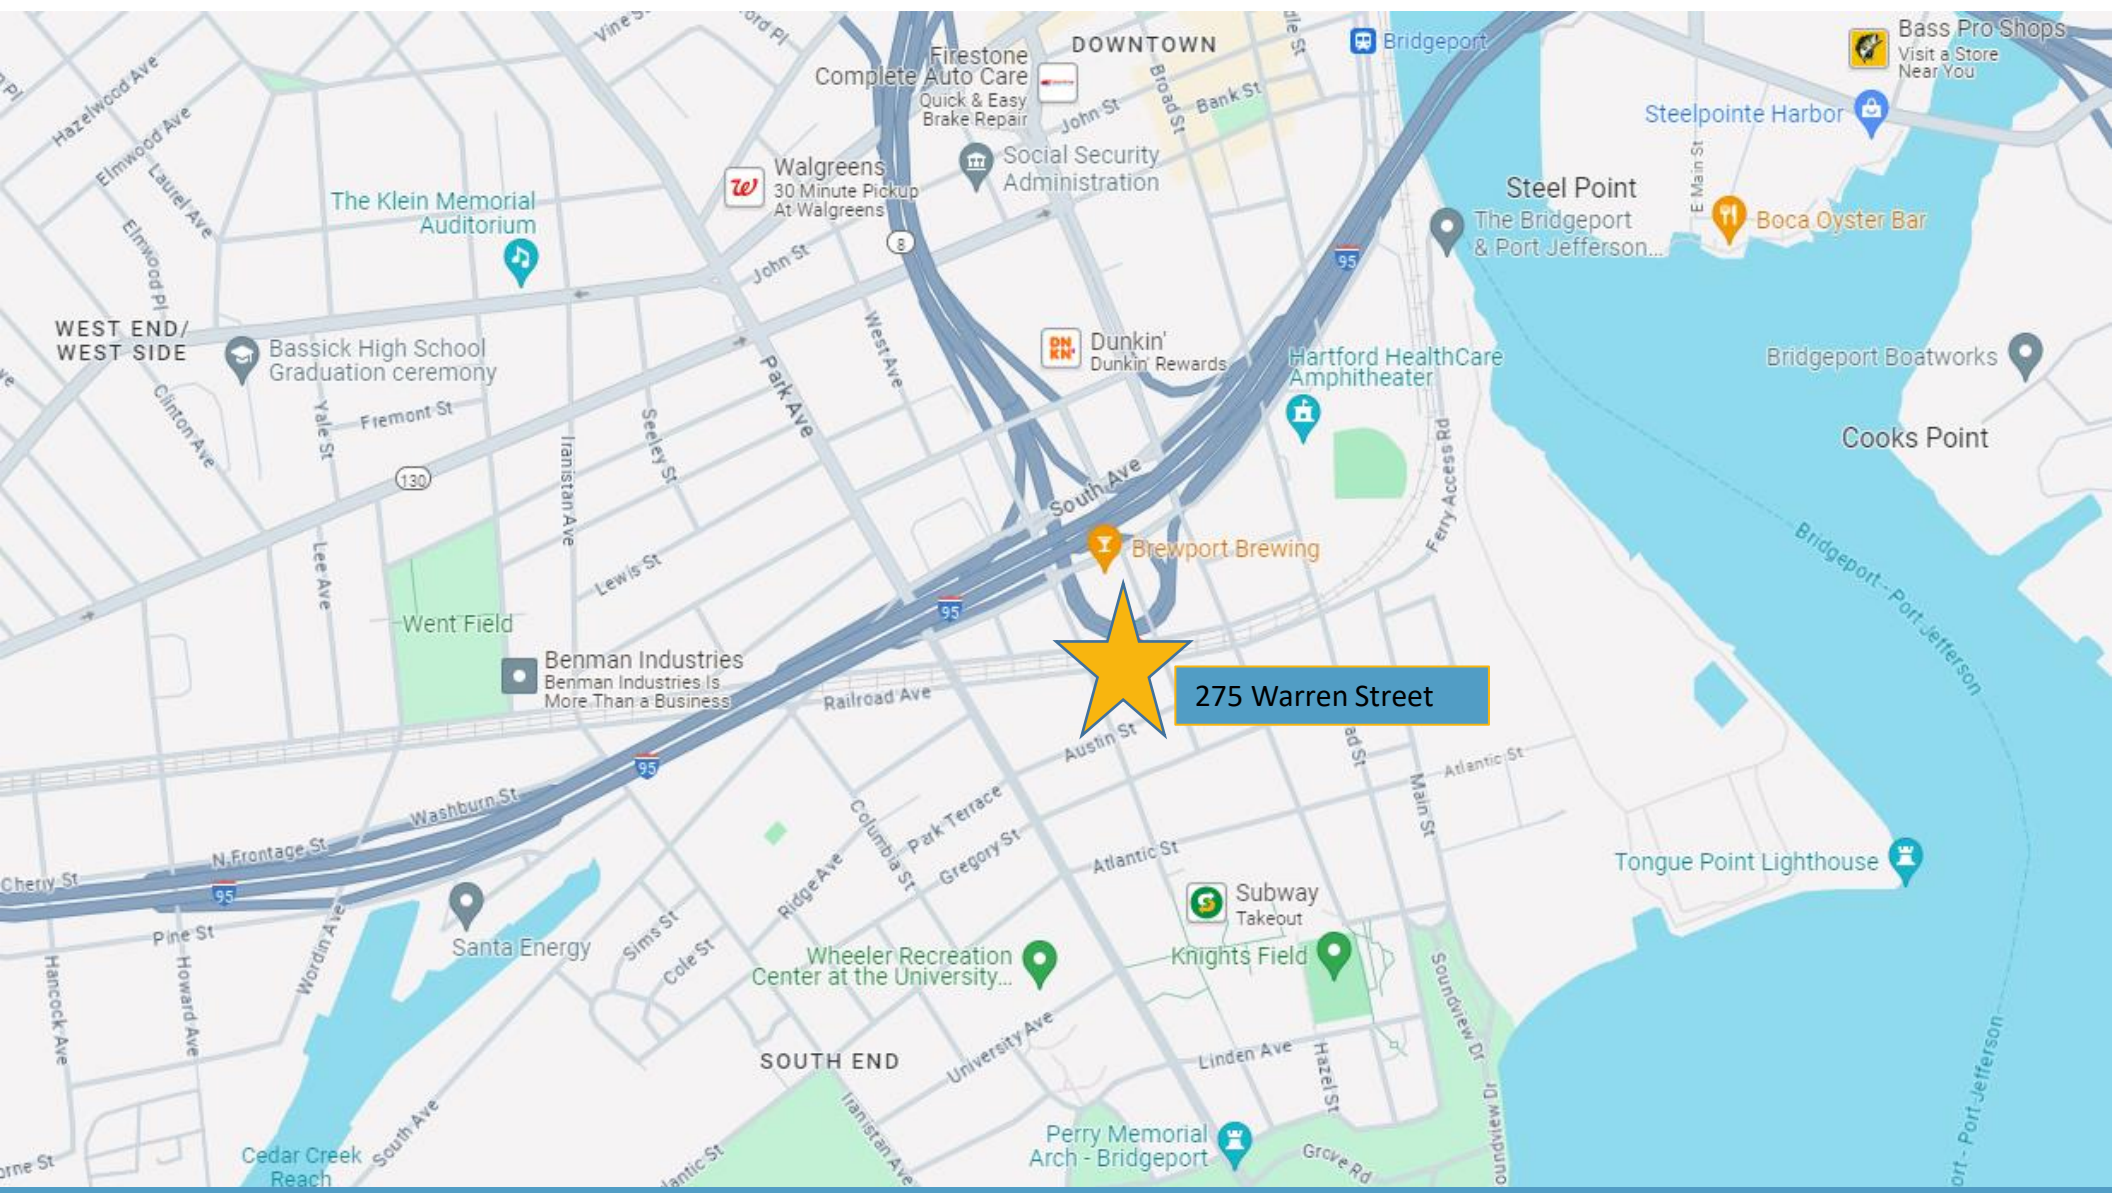 Bass Pro Shops
Visit a Store
Near You
DOWNTOWN
Bridgeport
Firestone
Complete Auto Care
Quick & Easy
Brake Repair
Hazelwood Ave
Elmwood Ave
Laurel Ave
Elmwood Pl
John St
Broad St
Bank St
Steelpointe Harbor
E Main St
Walgreens
30 Minute Pickup
At Walgreens
Social Security
Administration
Steel Point
The Klein Memorial
Auditorium
The Bridgeport
& Port Jefferson...
Boca Oyster Bar
8
John St
95
WEST END/
WEST SIDE
Bassick High School
Graduation ceremony
West Ave
DN
KN'
Dunkin'
Dunkin' Rewards
Hartford HealthCare
Amphitheater
Bridgeport Boatworks
Park Ave
Clinton Ave
Yale St
Fremont St
Seeley St
Iranistan Ave
Cooks Point
130
South Ave
Ferry Access Rd
Brewport Brewing
Bridgeport - Port Jefferson
Lee Ave
Lewis St
95
Went Field
Benman Industries
Benman Industries Is
More Than a Business
Railroad Ave
275 Warren Street
Austin St
ad St
Atlantic St
95
Main St
Washburn St
Park Terrace
Columbia St
Gregory St
N Frontage St
Atlantic St
Tongue Point Lighthouse
Cherry St
95
Ridge Ave
Subway
Takeout
Pine St
Wordin Ave
Santa Energy
Sims St
Cole St
Wheeler Recreation
Center at the University...
Knights Field
Hancock Ave
Howard Ave
Soundview Dr
SOUTH END
University Ave
Linden Ave
Hazel St
Iranistan Ave
South Ave
Perry Memorial
Arch - Bridgeport
Grove Rd
oundview Dr
ort - Port Jefferson
Cedar Creek
Reach
lantic St
orne St